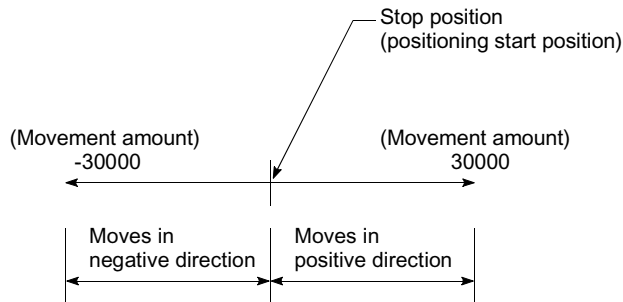 Stop position
(positioning start position)
(Movement amount)
-30000
(Movement amount)
30000
Moves in
negative direction
Moves in
positive direction